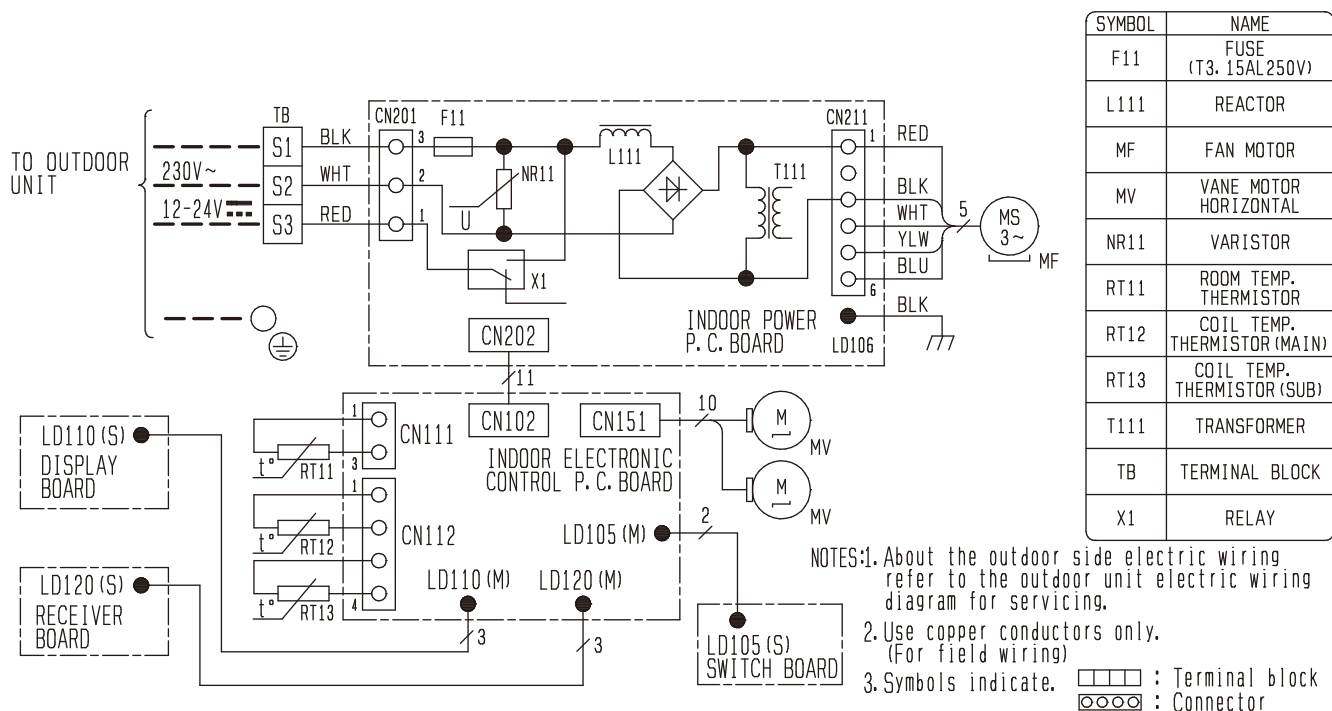 TO OUTDOOR
UNIT
230V~
12-24V
TB
S1
S2
S3
BLK
WHT
RED
CN201
3
2
1
F11
NR11
U
X1
L111
T111
CN211
1
6
RED
BLK
WHT
YLW
BLU
BLK
5
MS
3~
MF
INDOOR POWER
P.C.BOARD
LD106
CN202
11
CN102
CN151
10
M
MV
M
MV
INDOOR ELECTRONIC
CONTROL P.C.BOARD
CN111
1
3
t°
RT11
CN112
1
4
t°
RT12
t°
RT13
LD105(M)
2
LD110(M)
LD120(M)
3
3
LD110(S)
DISPLAY
BOARD
LD120(S)
RECEIVER
BOARD
LD105(S)
SWITCH BOARD
SYMBOL NAME
F11 FUSE
(T3.15AL250V)
L111 REACTOR
MF FAN MOTOR
MV VANE MOTOR
HORIZONTAL
NR11 VARISTOR
RT11 ROOM TEMP.
THERMISTOR
RT12 COIL TEMP.
THERMISTOR(MAIN)
RT13 COIL TEMP.
THERMISTOR(SUB)
T111 TRANSFORMER
TB TERMINAL BLOCK
X1 RELAY
NOTES:1. About the outdoor side electric wiring
refer to the outdoor unit electric wiring
diagram for servicing.
2. Use copper conductors only.
(For field wiring)
3. Symbols indicate.
: Terminal block
: Connector